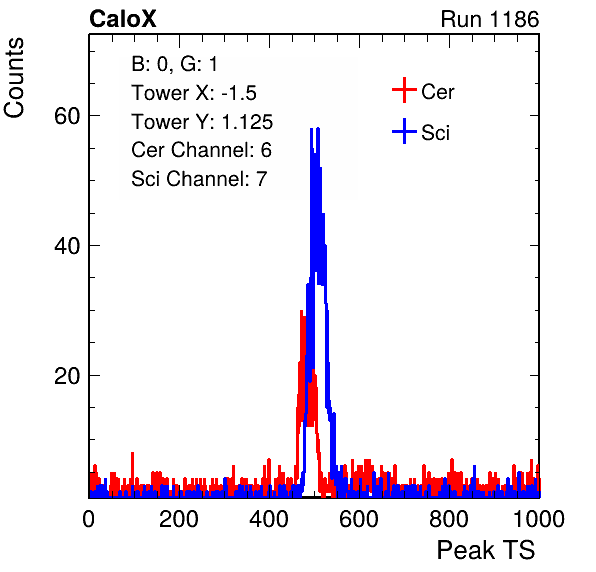 CaloX Run 1186
Counts
B: 0, G: 1
Tower X: -1.5
Tower Y: 1.125
Cer Channel: 6
Sci Channel: 7
Cer
Sci
60
40
20
0 200 400 600 800 1000
Peak TS